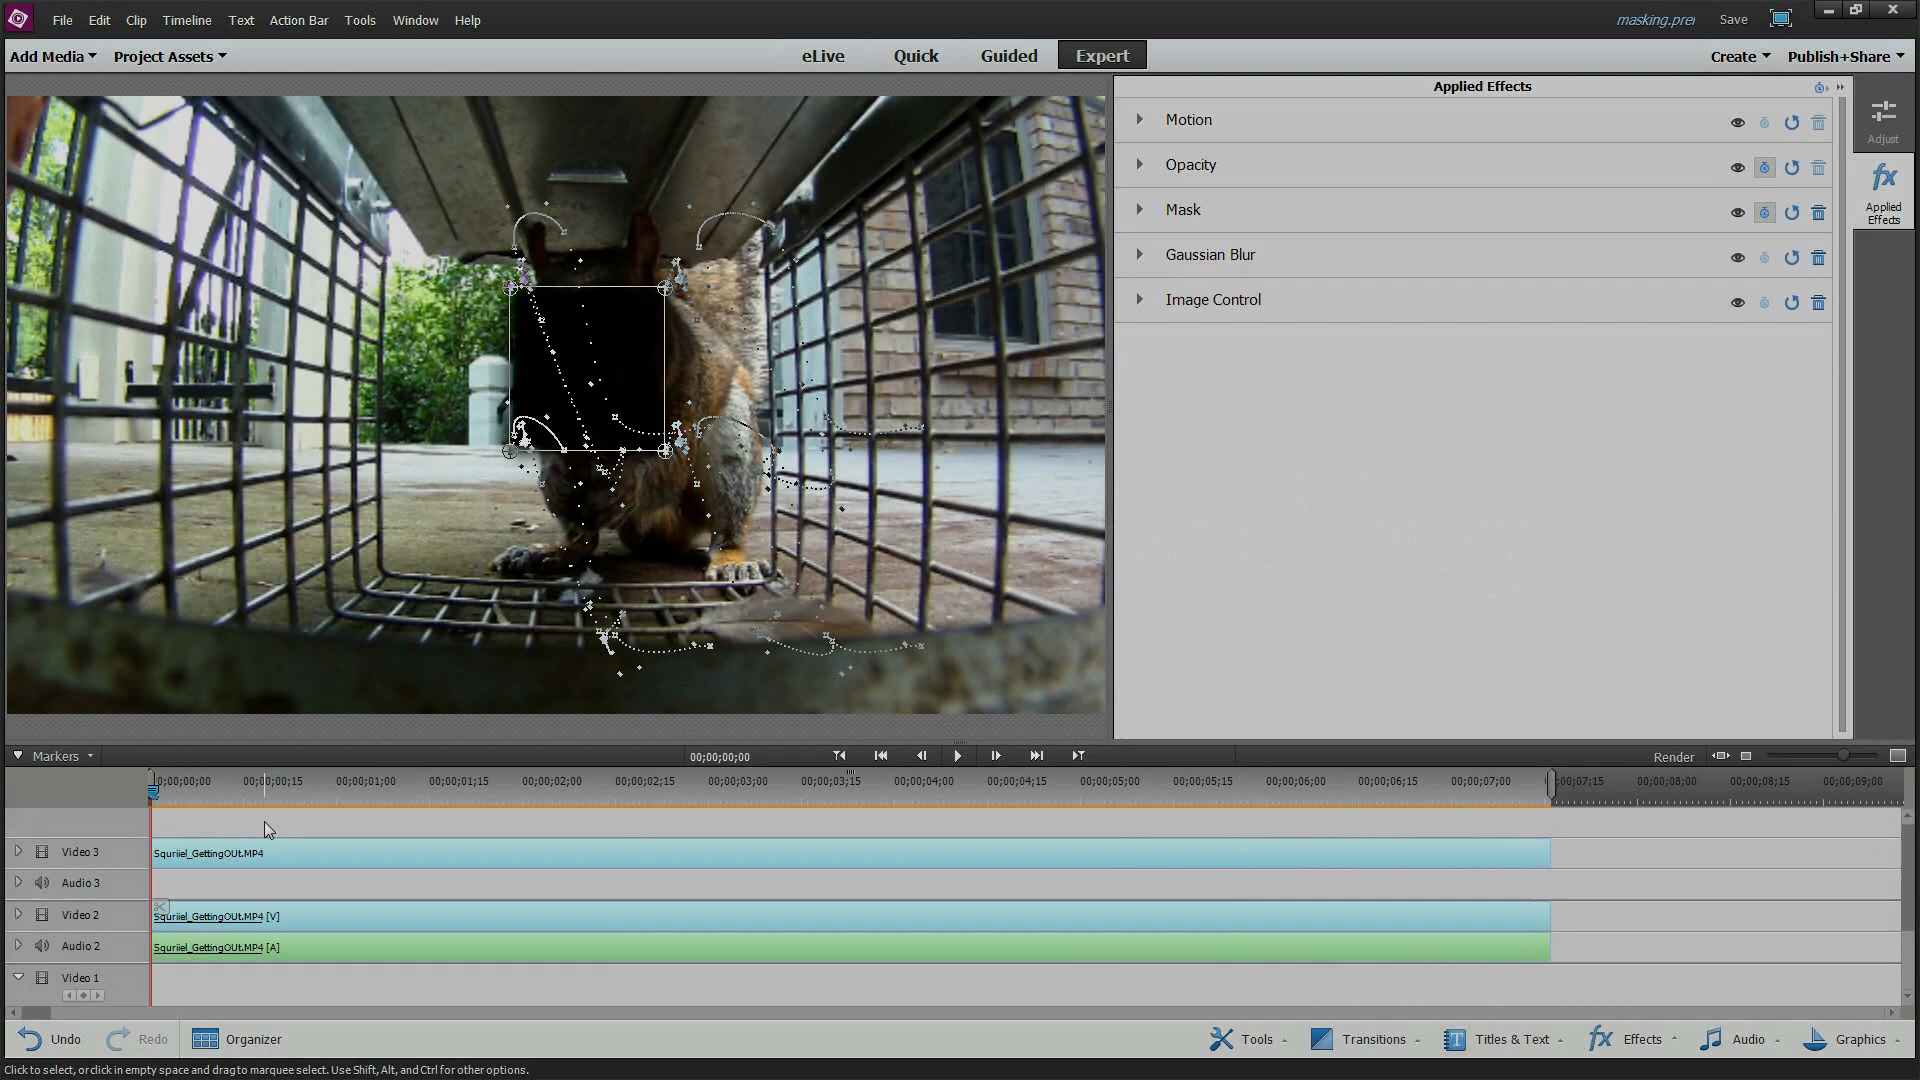 File Edit Clip Timeline Text Action Bar Tools Window Help masking.prel Save
Add Media Project Assets eLive Quick Guided Expert Create Publish+Share
Applied Effects
Motion
Adjust
Opacity
Mask
Applied
Effects
Gaussian Blur
Image Control
Markers 00;00;00;00 Render
0;00;00;00 00;00;00;15 00;00;01;00 00;00;01;15 00;00;02;00 00;00;02;15 00;00;03;00 00;00;03;15 00;00;04;00 00;00;04;15 00;00;05;00 00;00;05;15 00;00;06;00 00;00;06;15 00;00;07;00 00;07;15 00;00;08;00 00;00;08;15 00;00;09;00
Video 3 Squriiel_GettingOUt.MP4
Audio 3
Video 2 Squriiel_GettingOUt.MP4 [V]
Audio 2 Squriiel_GettingOUt.MP4 [A]
Video 1
Undo Redo Organizer Tools Transitions Titles & Text Effects Audio Graphics
Click to select, or click in empty space and drag to marquee select. Use Shift, Alt, and Ctrl for other options.